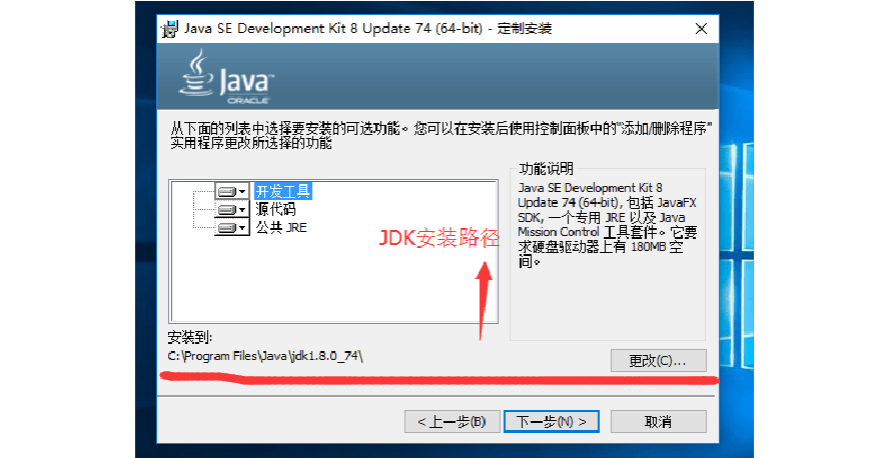 Java SE Development Kit 8 Update 74 (64-bit) - 定制安装
Java
ORACLE
从下面的列表中选择要安装的可选功能。您可以在安装后使用控制面板中的“添加/删除程序”
实用程序更改所选择的功能
开发工具
源代码
公共 JRE
JDK安装路径
功能说明
Java SE Development Kit 8
Update 74 (64-bit), 包括 JavaFX
SDK, 一个专用 JRE 以及 Java
Mission Control 工具套件。它要
求硬盘驱动器上有 180MB 空
间。
安装到:
C:\Program Files\Java\jdk1.8.0_74\
更改(C)...
< 上一步(B)
下一步(N) >
取消